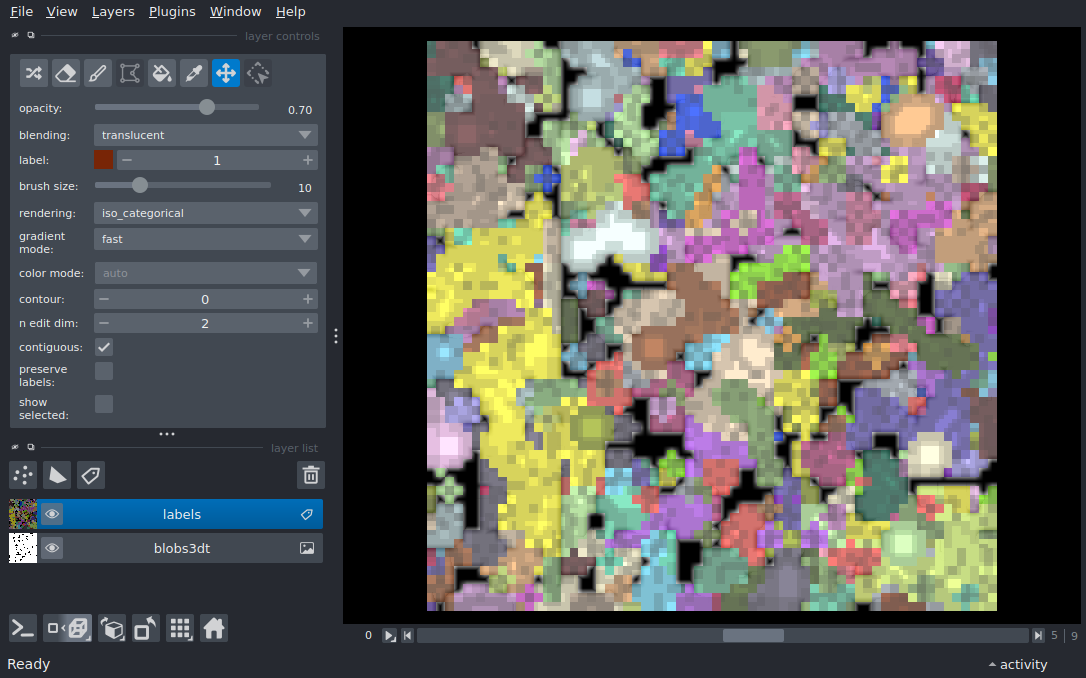 File View Layers Plugins Window Help
layer controls
opacity: 0.70
blending: translucent
label: 1
brush size: 10
rendering: iso_categorical
gradient
mode: fast
color mode: auto
contour: 0
n edit dim: 2
contiguous:
preserve
labels:
show
selected:
layer list
labels
blobs3dt
0 5 9
Ready activity